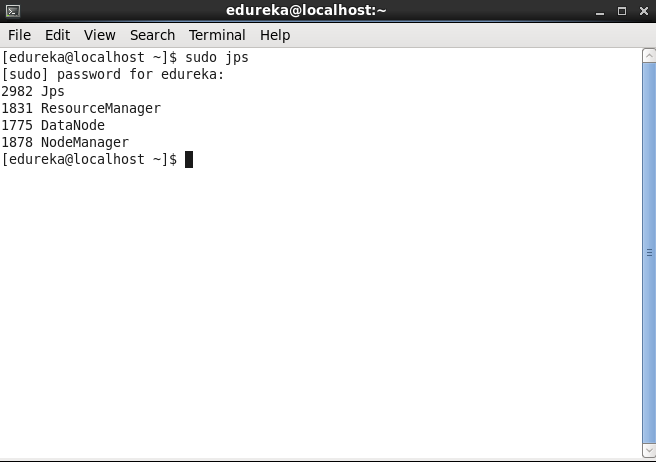 edureka@localhost:~
File Edit View Search Terminal Help
[edureka@localhost ~]$ sudo jps
[sudo] password for edureka:
2982 Jps
1831 ResourceManager
1775 DataNode
1878 NodeManager
[edureka@localhost ~]$